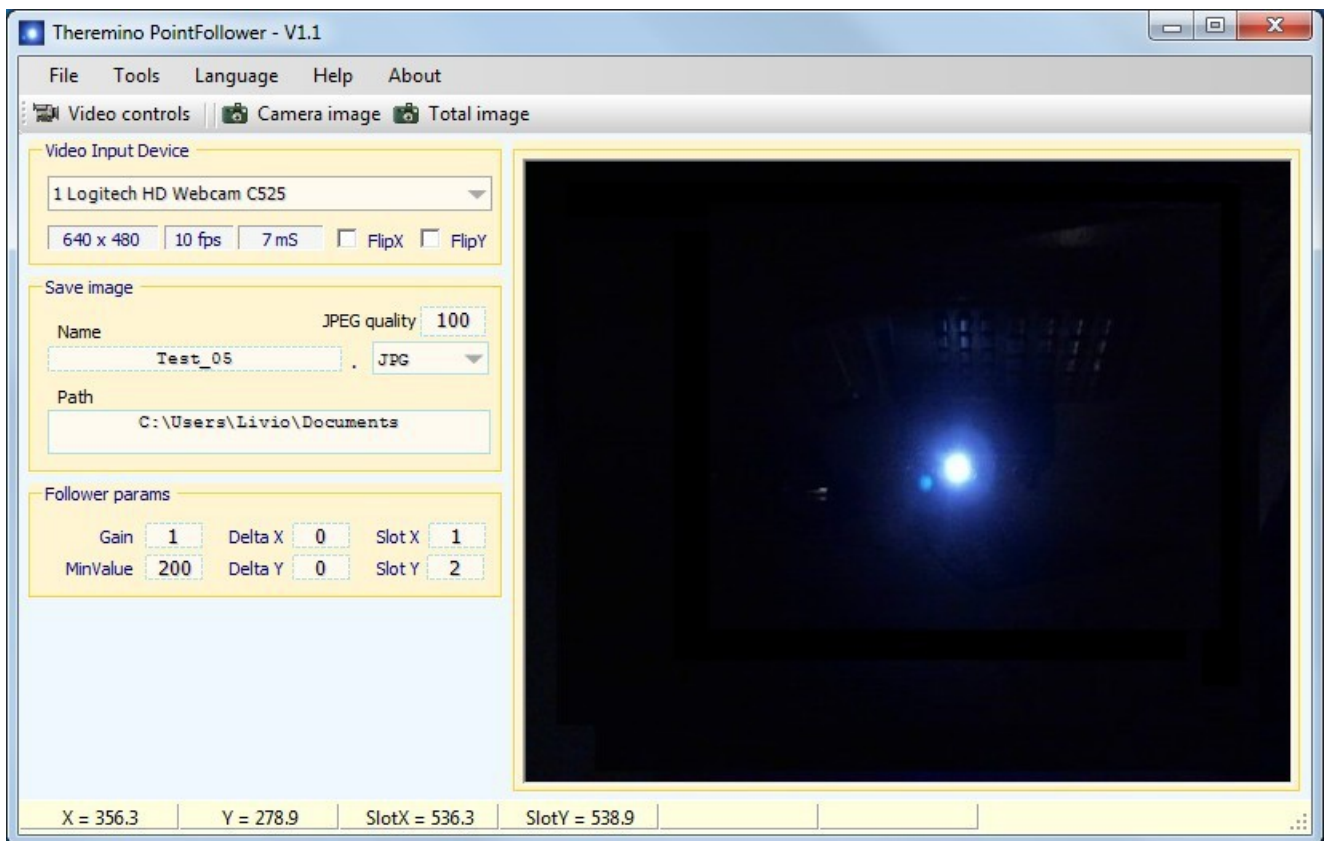 Theremino PointFollower - V1.1
File Tools Language Help About
Video controls Camera image Total image
Video Input Device
1 Logitech HD Webcam C525
640 x 480 10 fps 7 mS FlipX FlipY
Save image
Name JPEG quality 100
Test_05 . JPG
Path
C:\Users\Livio\Documents
Follower params
Gain 1 Delta X 0 Slot X 1
MinValue 200 Delta Y 0 Slot Y 2
X = 356.3 Y = 278.9 SlotX = 536.3 SlotY = 538.9